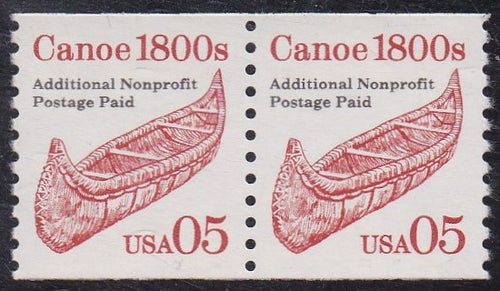 Canoe 1800s
Additional Nonprofit
Postage Paid
USA05
Canoe 1800s
Additional Nonprofit
Postage Paid
USA05